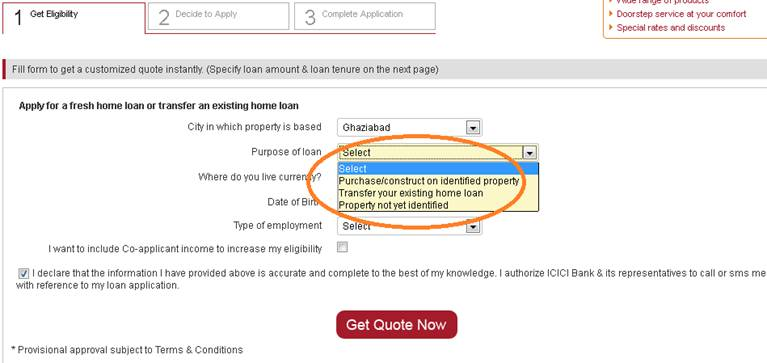 1 Get Eligibility
2 Decide to Apply
3 Complete Application
Wide range of products
Doorstep service at your comfort
Special rates and discounts
Fill form to get a customized quote instantly. (Specify loan amount & loan tenure on the next page)
Apply for a fresh home loan or transfer an existing home loan
City in which property is based Ghaziabad
Purpose of loan Select
Select
Where do you live currency? Purchase/construct on identified property
Transfer your existing home loan
Date of Birt Property not yet identified
Type of employment Select
I want to include Co-applicant income to increase my eligibility
I declare that the information I have provided above is accurate and complete to the best of my knowledge. I authorize ICICI Bank & its representatives to call or sms me
with reference to my loan application.
Get Quote Now
* Provisional approval subject to Terms & Conditions